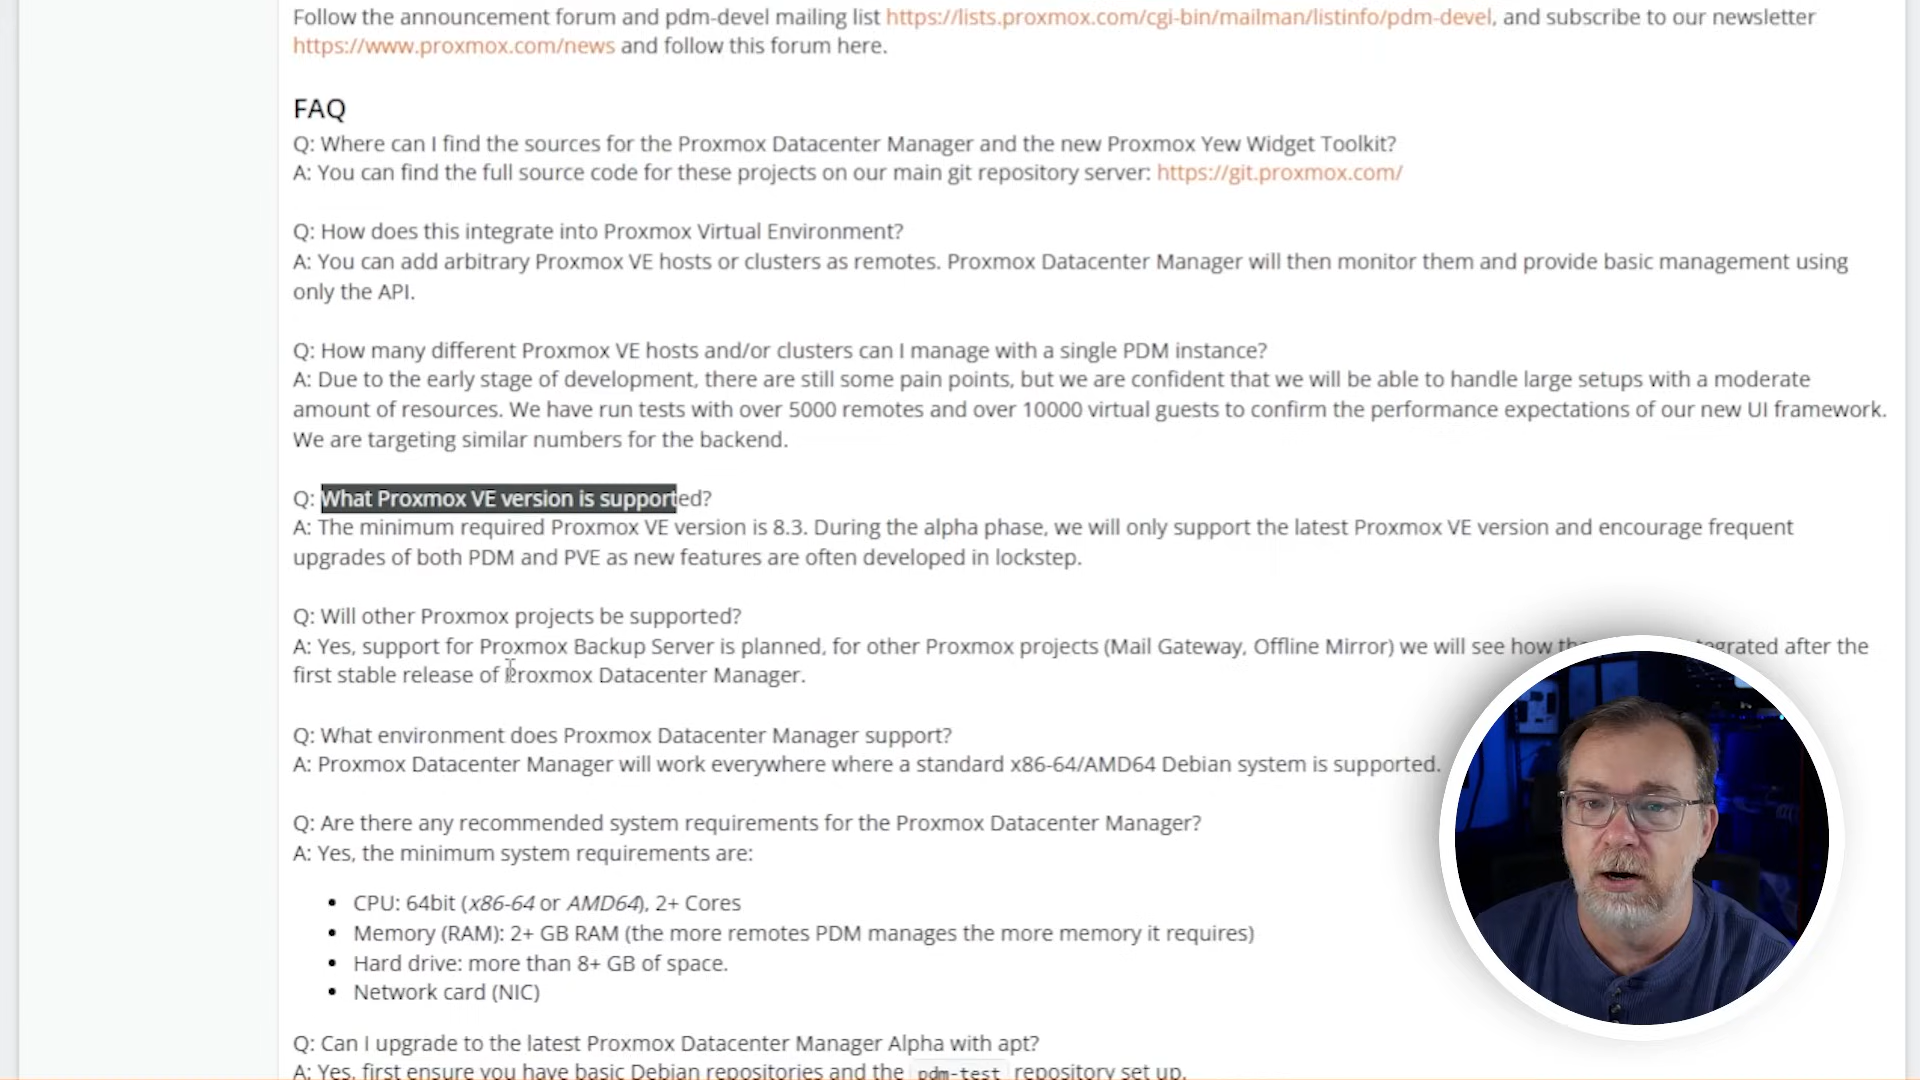 Follow the announcement forum and pdm-devel mailing list https://lists.proxmox.com/cgi-bin/mailman/listinfo/pdm-devel, and subscribe to our newsletter
https://www.proxmox.com/news and follow this forum here.
FAQ
Q: Where can I find the sources for the Proxmox Datacenter Manager and the new Proxmox Yew Widget Toolkit?
A: You can find the full source code for these projects on our main git repository server: https://git.proxmox.com/
Q: How does this integrate into Proxmox Virtual Environment?
A: You can add arbitrary Proxmox VE hosts or clusters as remotes. Proxmox Datacenter Manager will then monitor them and provide basic management using
only the API.
Q: How many different Proxmox VE hosts and/or clusters can I manage with a single PDM instance?
A: Due to the early stage of development, there are still some pain points, but we are confident that we will be able to handle large setups with a moderate
amount of resources. We have run tests with over 5000 remotes and over 10000 virtual guests to confirm the performance expectations of our new UI framework.
We are targeting similar numbers for the backend.
Q: What Proxmox VE version is supported?
A: The minimum required Proxmox VE version is 8.3. During the alpha phase, we will only support the latest Proxmox VE version and encourage frequent
upgrades of both PDM and PVE as new features are often developed in lockstep.
Q: Will other Proxmox projects be supported?
A: Yes, support for Proxmox Backup Server is planned, for other Proxmox projects (Mail Gateway, Offline Mirror) we will see how after the
first stable release of Proxmox Datacenter Manager.
Q: What environment does Proxmox Datacenter Manager support?
A: Proxmox Datacenter Manager will work everywhere where a standard x86-64/AMD64 Debian system is supported.
Q: Are there any recommended system requirements for the Proxmox Datacenter Manager?
A: Yes, the minimum system requirements are:
• CPU: 64bit (x86-64 or AMD64), 2+ Cores
• Memory (RAM): 2+ GB RAM (the more remotes PDM manages the more memory it requires)
• Hard drive: more than 8+ GB of space.
• Network card (NIC)
Q: Can I upgrade to the latest Proxmox Datacenter Manager Alpha with apt?
A: Yes, first ensure you have basic Debian repositories and the pdm-test repository set up.